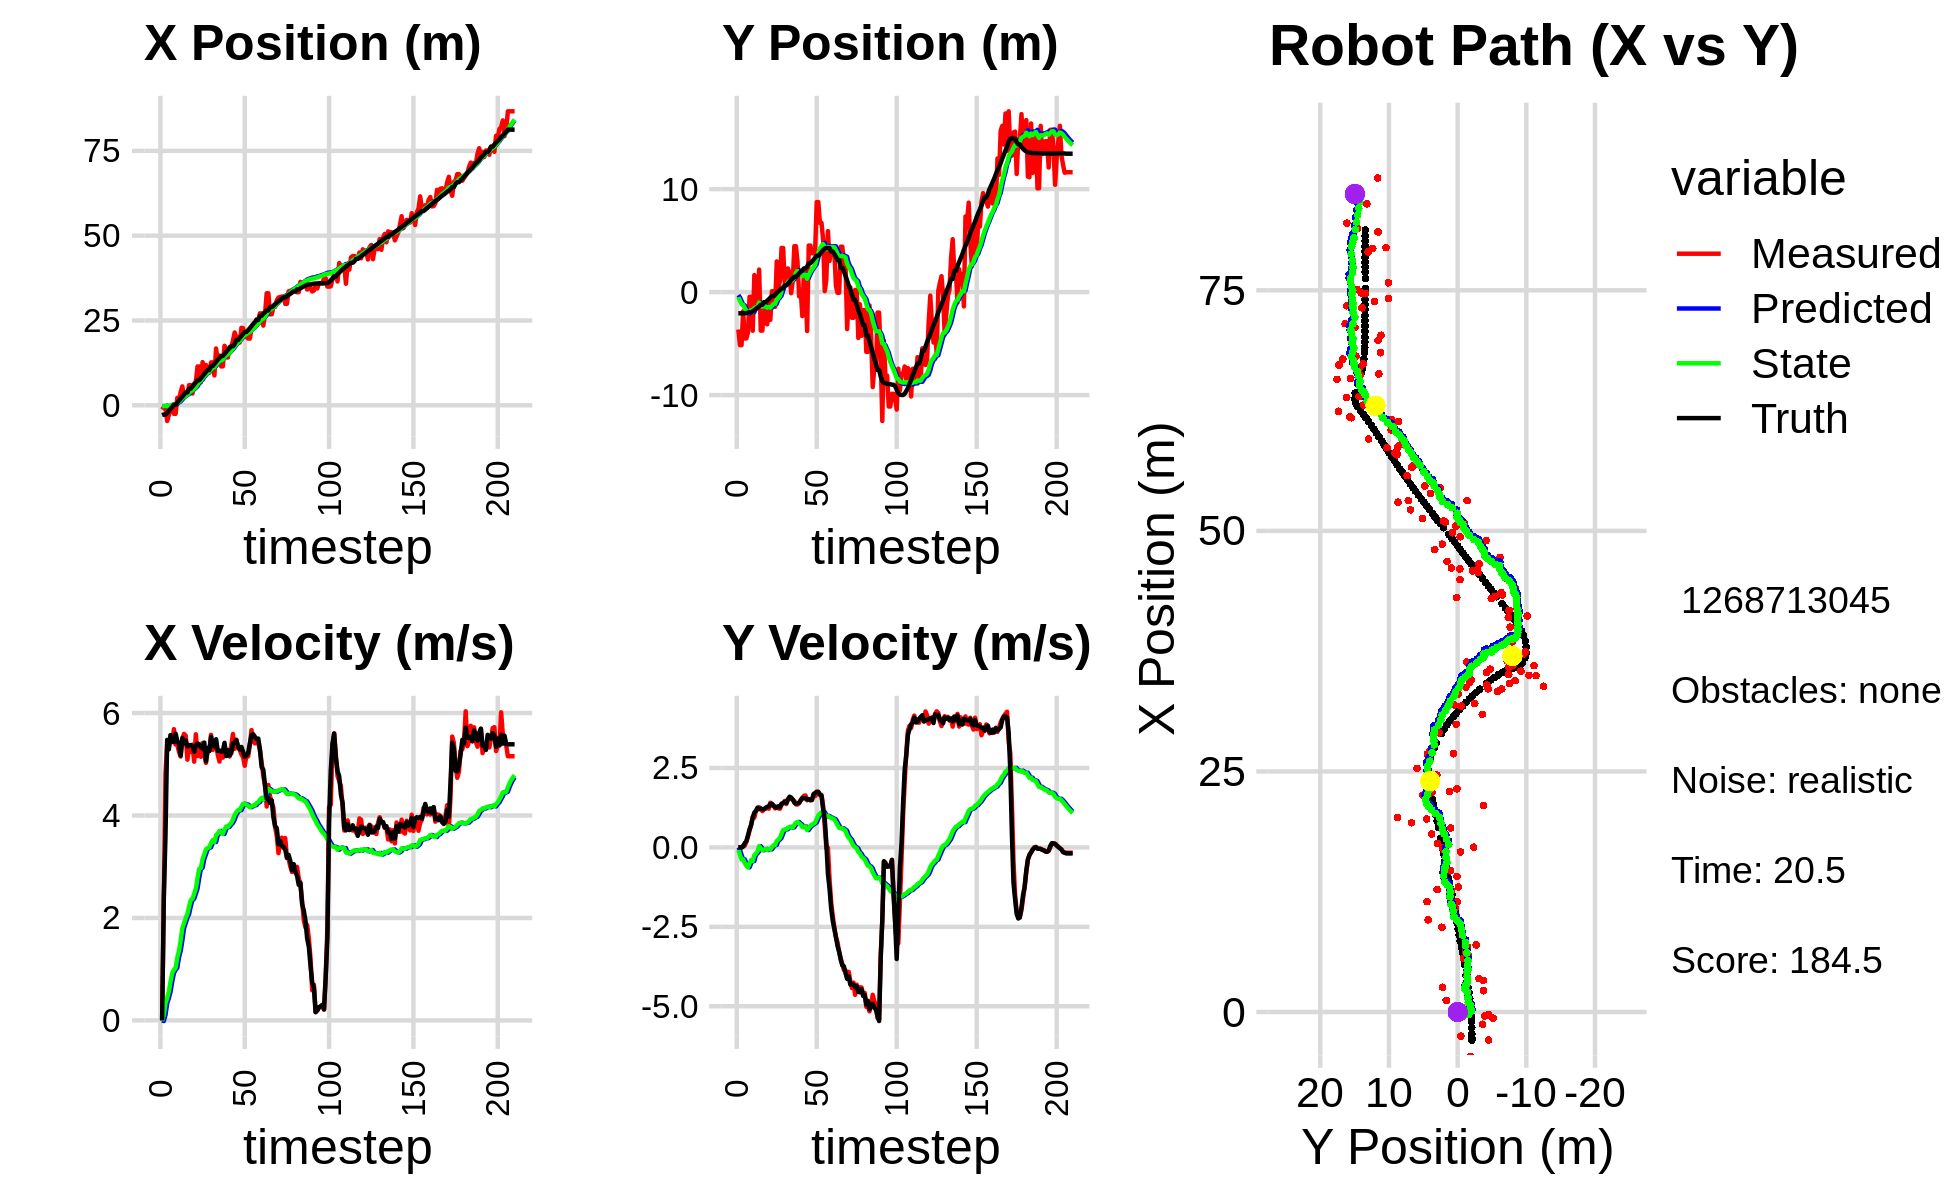 X Position (m)
75
50
25
0
0 50 100 150 200
timestep
Y Position (m)
10
0
-10
0 50 100 150 200
timestep
X Velocity (m/s)
6
4
2
0
0 50 100 150 200
timestep
Y Velocity (m/s)
2.5
0.0
-2.5
-5.0
0 50 100 150 200
timestep
Robot Path (X vs Y)
X Position (m)
75
50
25
0
20 10 0 -10 -20
Y Position (m)
variable
Measured
Predicted
State
Truth
1268713045
Obstacles: none
Noise: realistic
Time: 20.5
Score: 184.5